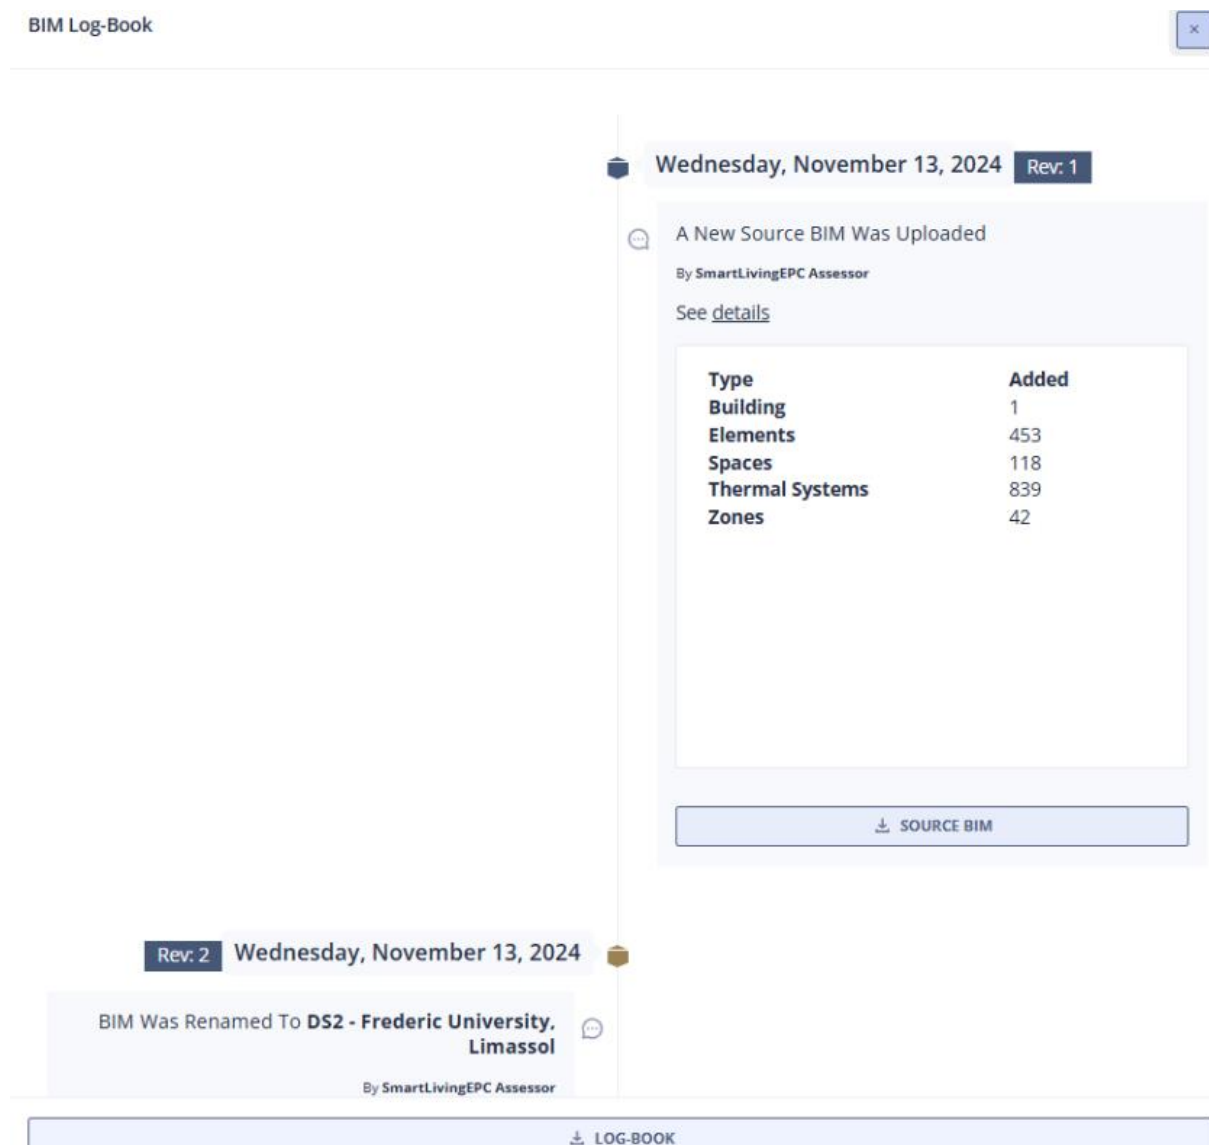 BIM Log-Book
×
Wednesday, November 13, 2024 Rev: 1
A New Source BIM Was Uploaded
By SmartLivingEPC Assessor
See details
Type Added
Building 1
Elements 453
Spaces 118
Thermal Systems 839
Zones 42
SOURCE BIM
Rev: 2 Wednesday, November 13, 2024
BIM Was Renamed To DS2 - Frederic University,
Limassol
By SmartLivingEPC Assessor
LOG-BOOK